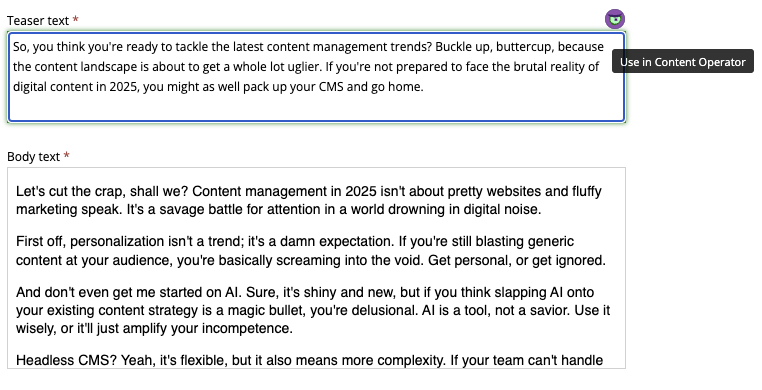 Teaser text *
So, you think you're ready to tackle the latest content management trends? Buckle up, buttercup, because
the content landscape is about to get a whole lot uglier. If you're not prepared to face the brutal reality of
digital content in 2025, you might as well pack up your CMS and go home.
Use in Content Operator
Body text *
Let's cut the crap, shall we? Content management in 2025 isn't about pretty websites and fluffy
marketing speak. It's a savage battle for attention in a world drowning in digital noise.
First off, personalization isn't a trend; it's a damn expectation. If you're still blasting generic
content at your audience, you're basically screaming into the void. Get personal, or get ignored.
And don't even get me started on AI. Sure, it's shiny and new, but if you think slapping AI onto
your existing content strategy is a magic bullet, you're delusional. AI is a tool, not a savior. Use it
wisely, or it'll just amplify your incompetence.
Headless CMS? Yeah, it's flexible, but it also means more complexity. If your team can't handle